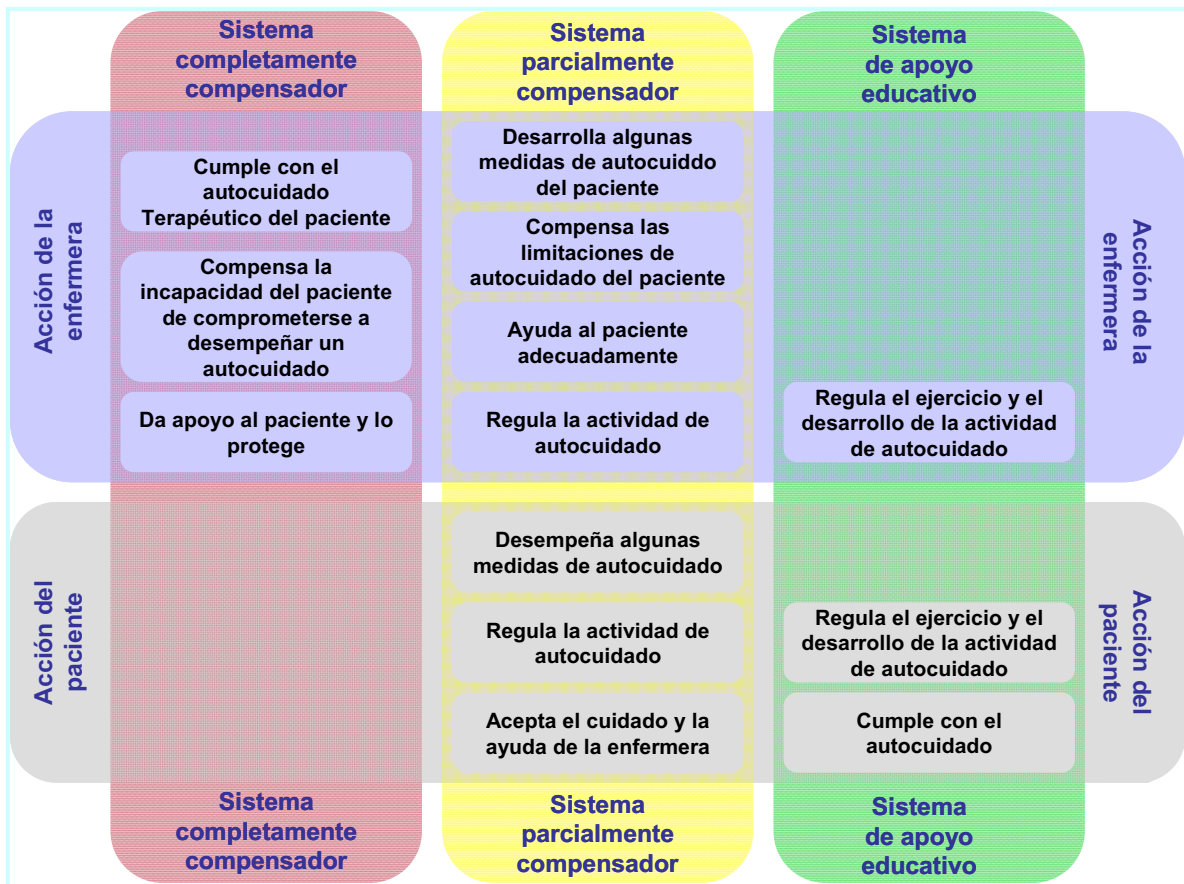 Sistema
completamente
compensador
Sistema
parcialmente
compensador
Sistema
de apoyo
educativo
Acción de la
enfermera
Cumple con el
autocuidado
Terapéutico del paciente
Compensa la
incapacidad del paciente
de comprometerse a
desempeñar un
autocuidado
Da apoyo al paciente y lo
protege
Desarrolla algunas
medidas de autocuiddo
del paciente
Compensa las
limitaciones de
autocuidado del paciente
Ayuda al paciente
adecuadamente
Regula la actividad de
autocuidado
Regula el ejercicio y el
desarrollo de la actividad
de autocuidado
Acción de la
enfermera
Acción del
paciente
Desempeña algunas
medidas de autocuidado
Regula la actividad de
autocuidado
Acepta el cuidado y la
ayuda de la enfermera
Regula el ejercicio y el
desarrollo de la actividad
de autocuidado
Cumple con el
autocuidado
Acción del
paciente
Sistema
completamente
compensador
Sistema
parcialmente
compensador
Sistema
de apoyo
educativo